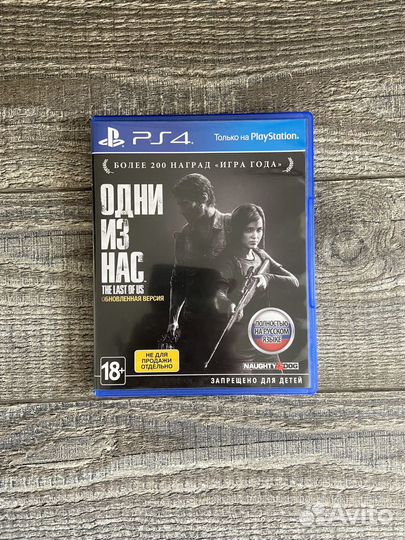 PS4
Только на PlayStation.
БОЛЕЕ 200 НАГРАД «ИГРА ГОДА»
ОДНИ
ИЗ
НАС
THE LAST OF US
ОБНОВЛЕННАЯ ВЕРСИЯ
ПОЛНОСТЬЮ
НА РУССКОМ
ЯЗЫКЕ
НЕ ДЛЯ
ПРОДАЖИ
ОТДЕЛЬНО
18+
NAUGHTY DOG
ЗАПРЕЩЕНО ДЛЯ ДЕТЕЙ
Avito